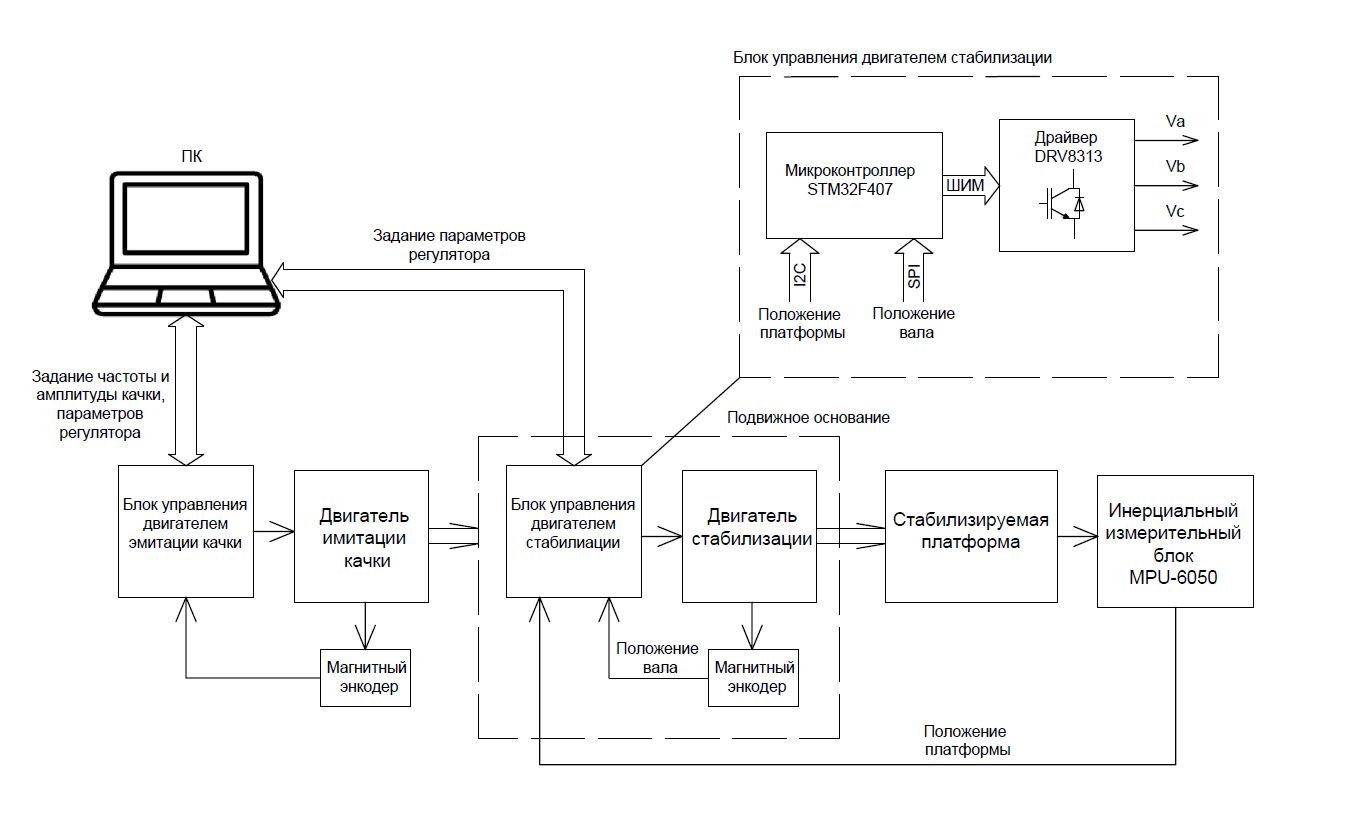 Блок управления двигателем стабилизации
Микроконтроллер
STM32F407
ШИМ
Драйвер
DRV8313
Va
Vb
Vc
I2C
SPI
Положение
платформы
Положение
вала
ПК
Задание параметров
регулятора
Задание частоты и
амплитуды качки,
параметров
регулятора
Подвижное основание
Блок управления
двигателем
эмитации качки
Двигатель
имитации
качки
Магнитный
энкодер
Блок управления
двигателем
стабилиации
Двигатель
стабилизации
Положение
вала
Магнитный
энкодер
Стабилизируемая
платформа
Инерциальный
измерительный
блок
MPU-6050
Положение
платформы